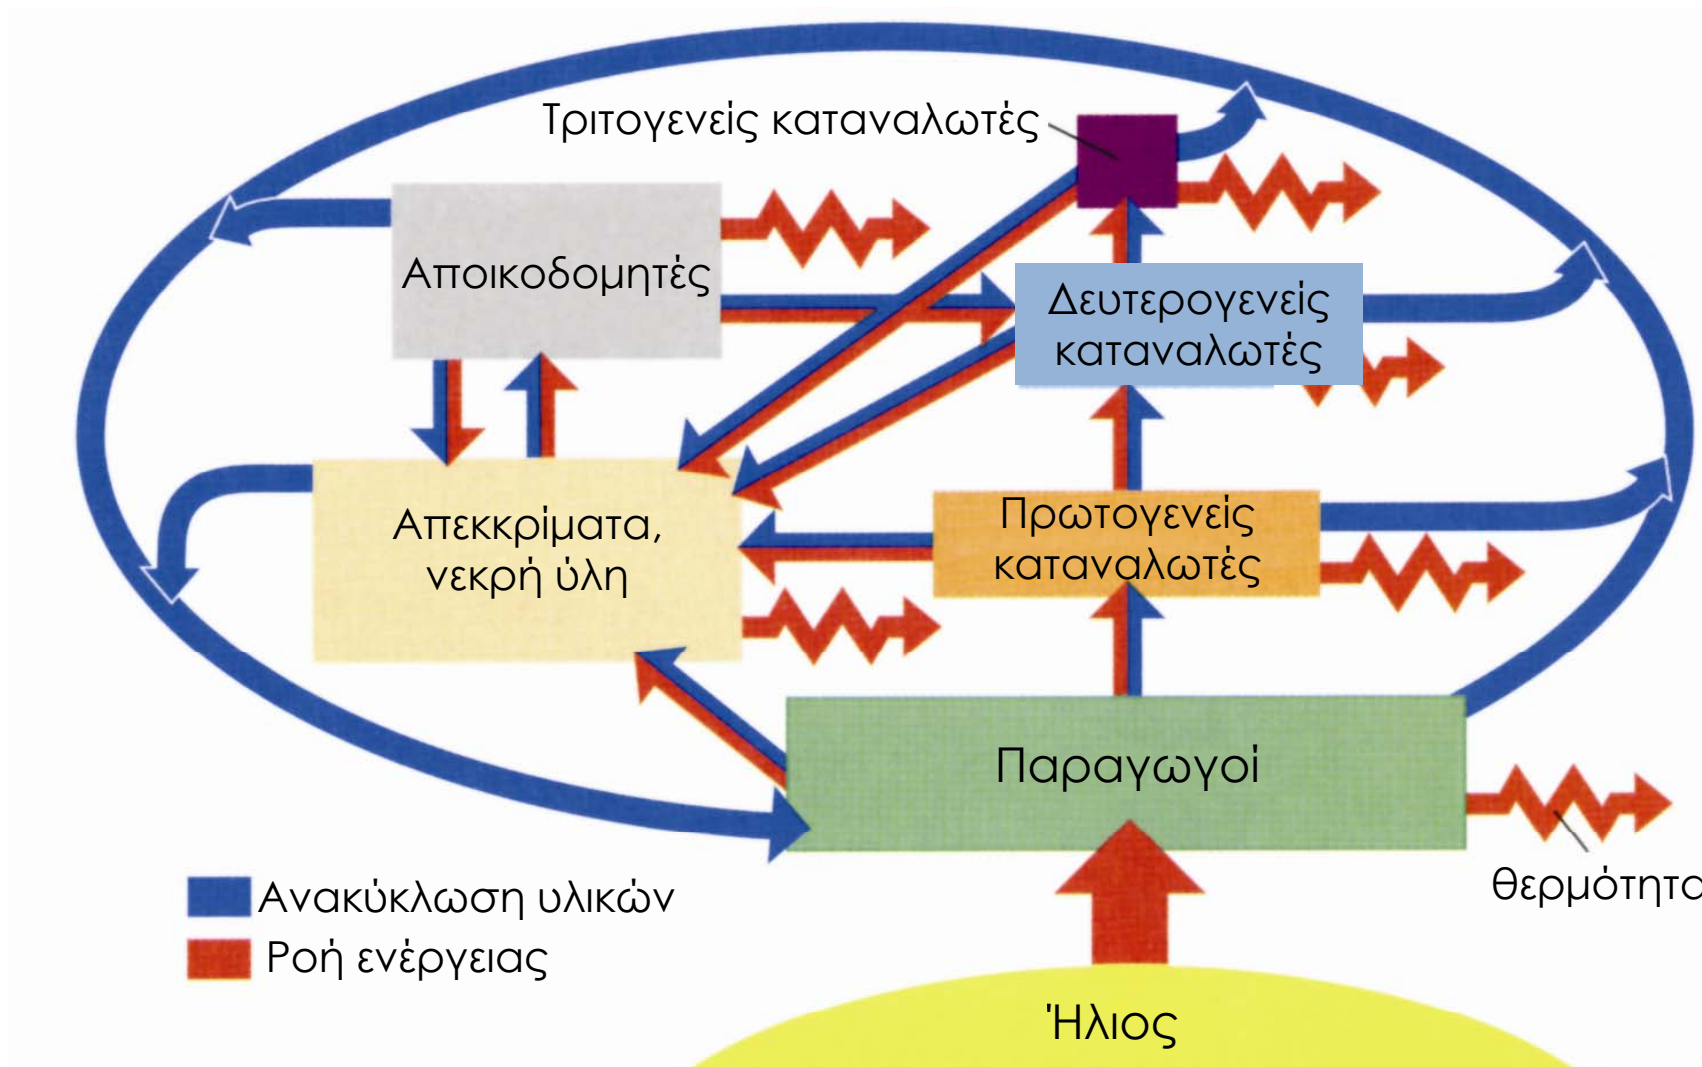 Τριτογενείς καταναλωτές
Αποικοδομητές
Δευτερογενείς
καταναλωτές
Απεκκρίματα,
νεκρή ύλη
Πρωτογενείς
καταναλωτές
Παραγωγοί
θερμότητα
Ανακύκλωση υλικών
Ροή ενέργειας
Ήλιος